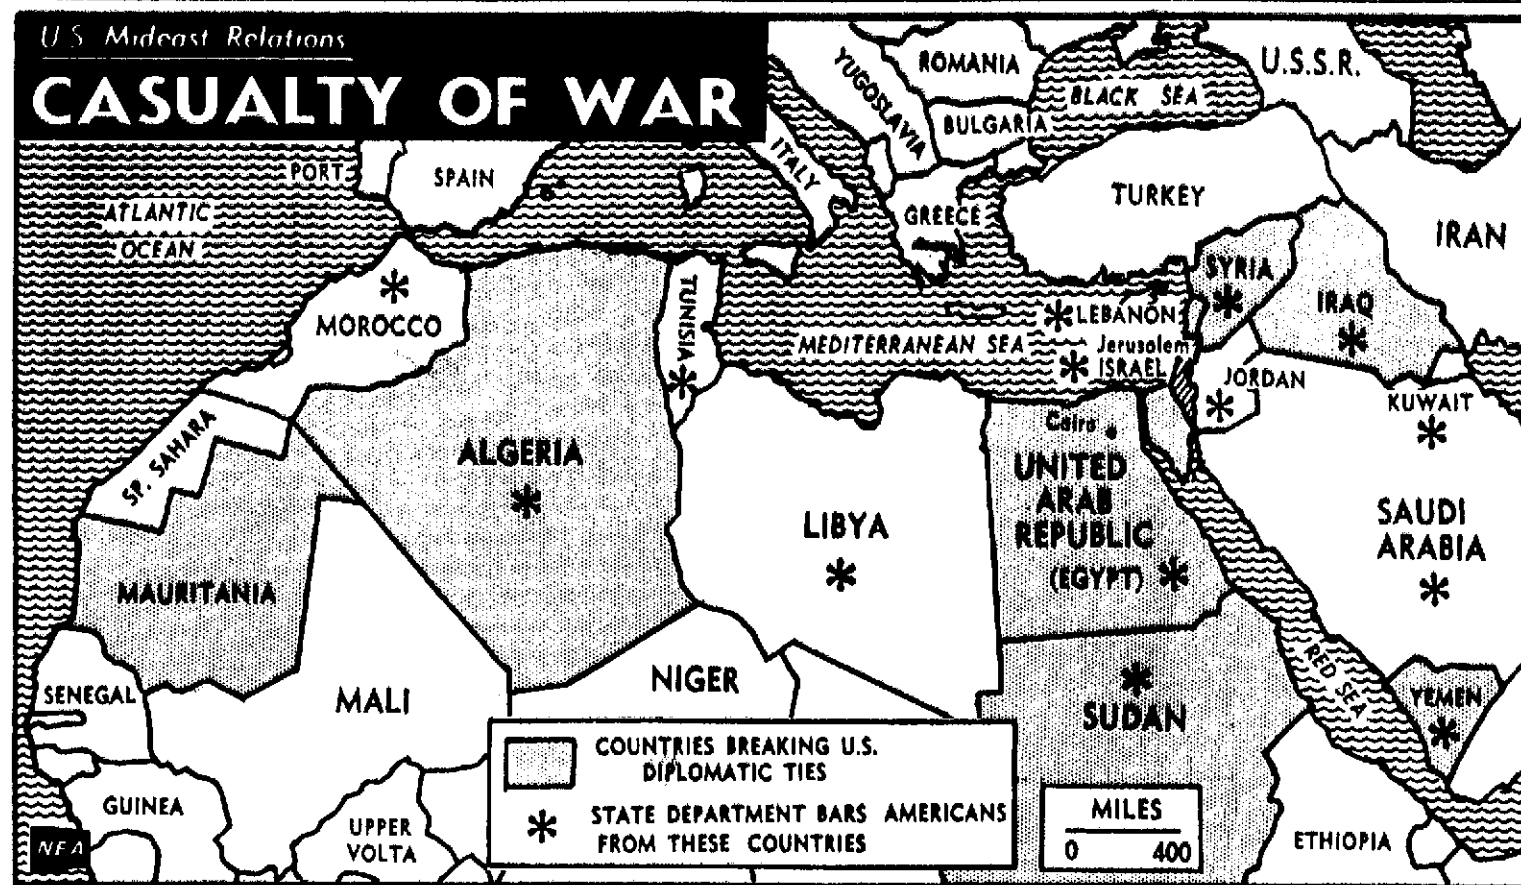 U.S. Mideast Relations
CASUALTY OF WAR
YUGOSLAVIA
ROMANIA
U.S.S.R.
BLACK SEA
BULGARIA
ITALY
PORT.
SPAIN
GREECE
TURKEY
IRAN
ATLANTIC
OCEAN
SYRIA
IRAQ
MOROCCO
TUNISIA
LEBANON
MEDITERRANEAN SEA
Jerusalem
ISRAEL
JORDAN
KUWAIT
SP. SAHARA
ALGERIA
Cairo
UNITED
ARAB
REPUBLIC
(EGYPT)
LIBYA
SAUDI
ARABIA
MAURITANIA
RED SEA
SENEGAL
MALI
NIGER
SUDAN
YEMEN
COUNTRIES BREAKING U.S.
DIPLOMATIC TIES
STATE DEPARTMENT BARS AMERICANS
FROM THESE COUNTRIES
MILES
0 400
GUINEA
UPPER
VOLTA
ETHIOPIA
NEA